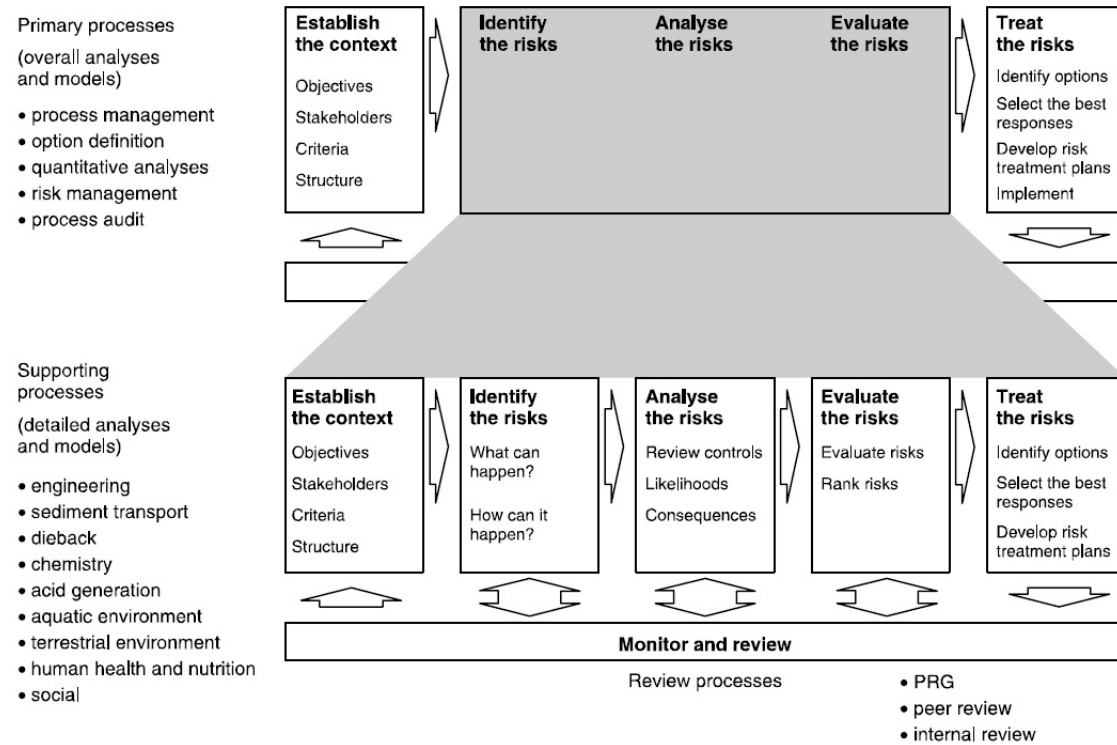 Primary processes
(overall analyses
and models)
• process management
• option definition
• quantitative analyses
• risk management
• process audit
Establish
the context
Objectives
Stakeholders
Criteria
Structure
Identify
the risks
Analyse
the risks
Evaluate
the risks
Treat
the risks
Identify options
Select the best
responses
Develop risk
treatment plans
Implement
Supporting
processes
(detailed analyses
and models)
• engineering
• sediment transport
• dieback
• chemistry
• acid generation
• aquatic environment
• terrestrial environment
• human health and nutrition
• social
Establish
the context
Objectives
Stakeholders
Criteria
Structure
Identify
the risks
What can
happen?
How can it
happen?
Analyse
the risks
Review controls
Likelihoods
Consequences
Evaluate
the risks
Evaluate risks
Rank risks
Treat
the risks
Identify options
Select the best
responses
Develop risk
treatment plans
Monitor and review
Review processes
• PRG
• peer review
• internal review